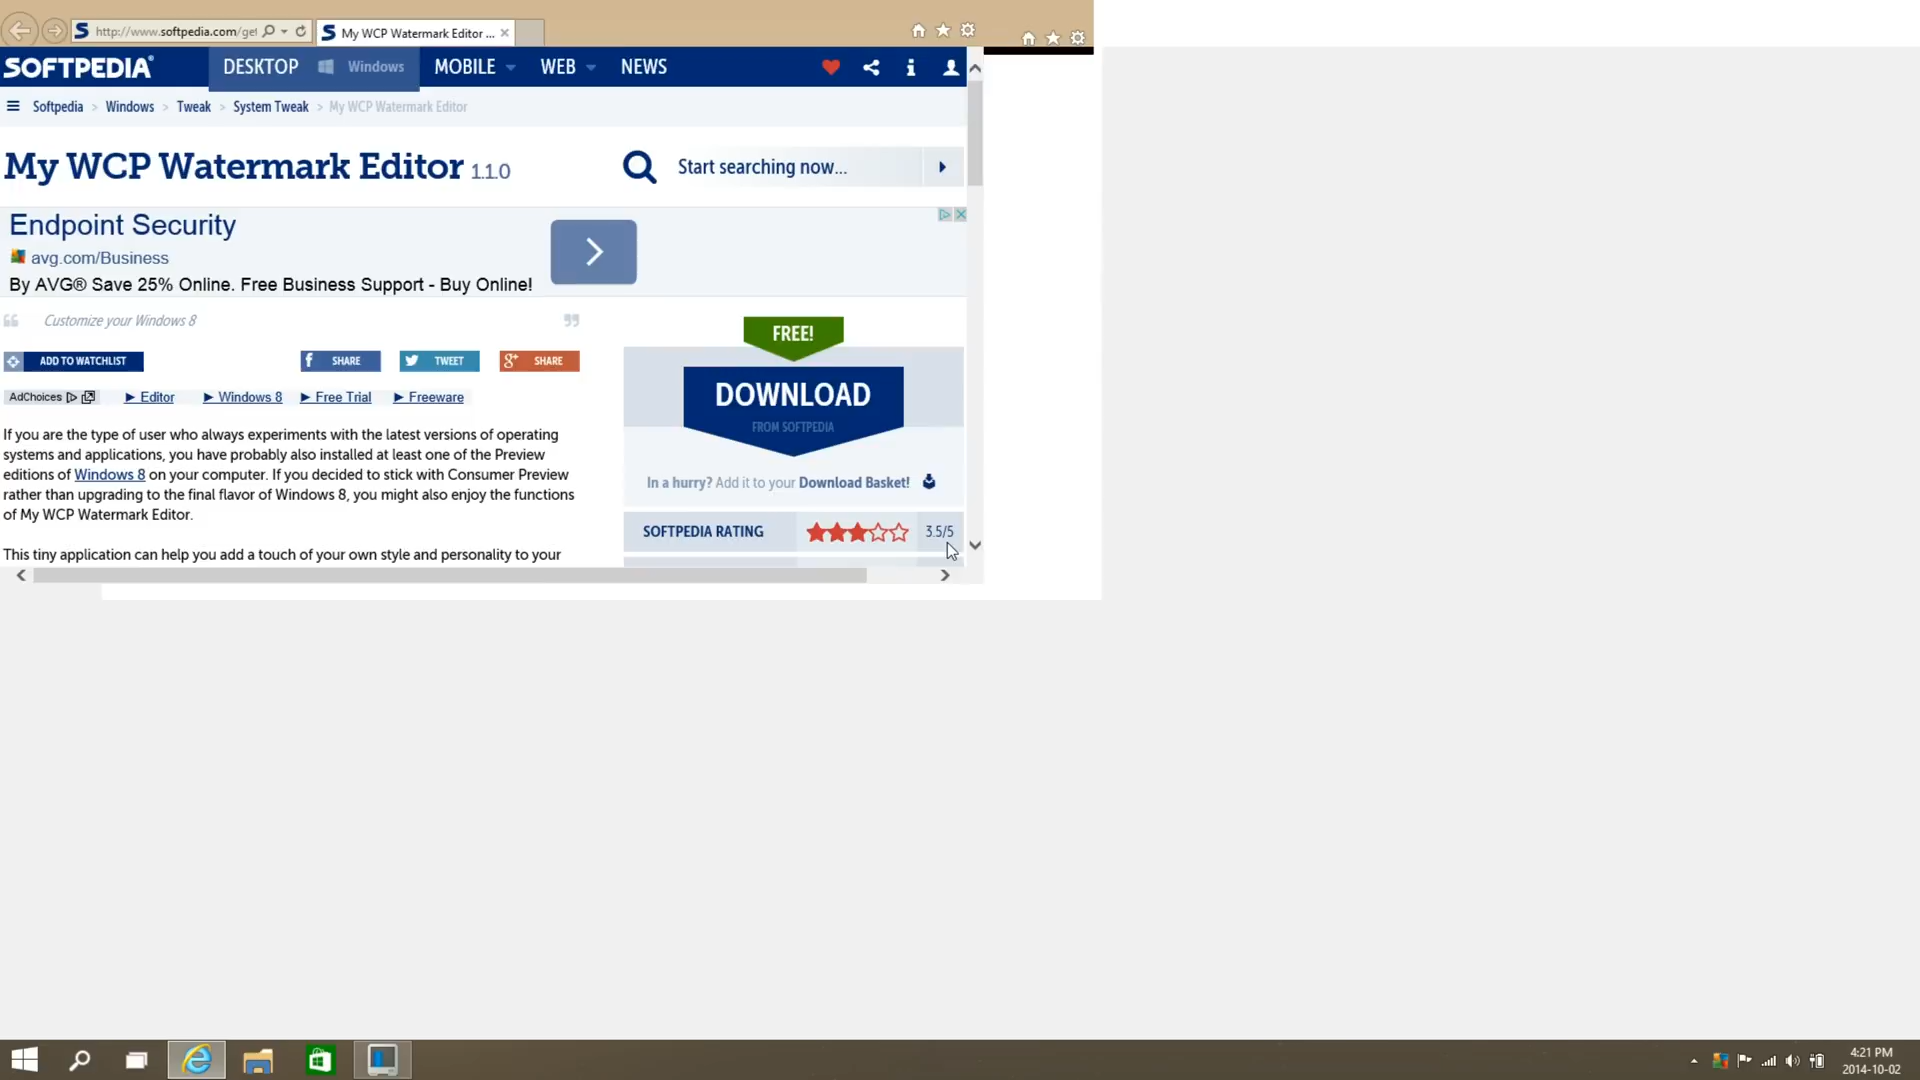 http://www.softpedia.com/get
My WCP Watermark Editor ...
SOFTPEDIA®
DESKTOP
Windows
MOBILE
WEB
NEWS
Softpedia > Windows > Tweak > System Tweak > My WCP Watermark Editor
My WCP Watermark Editor 1.1.0
Start searching now...
Endpoint Security
avg.com/Business
By AVG® Save 25% Online. Free Business Support - Buy Online!
Customize your Windows 8
ADD TO WATCHLIST
SHARE
TWEET
SHARE
AdChoices
Editor
Windows 8
Free Trial
Freeware
If you are the type of user who always experiments with the latest versions of operating
systems and applications, you have probably also installed at least one of the Preview
editions of Windows 8 on your computer. If you decided to stick with Consumer Preview
rather than upgrading to the final flavor of Windows 8, you might also enjoy the functions
of My WCP Watermark Editor.
This tiny application can help you add a touch of your own style and personality to your
FREE!
DOWNLOAD
FROM SOFTPEDIA
In a hurry? Add it to your Download Basket!
SOFTPEDIA RATING
3.5/5
4:21 PM
2014-10-02